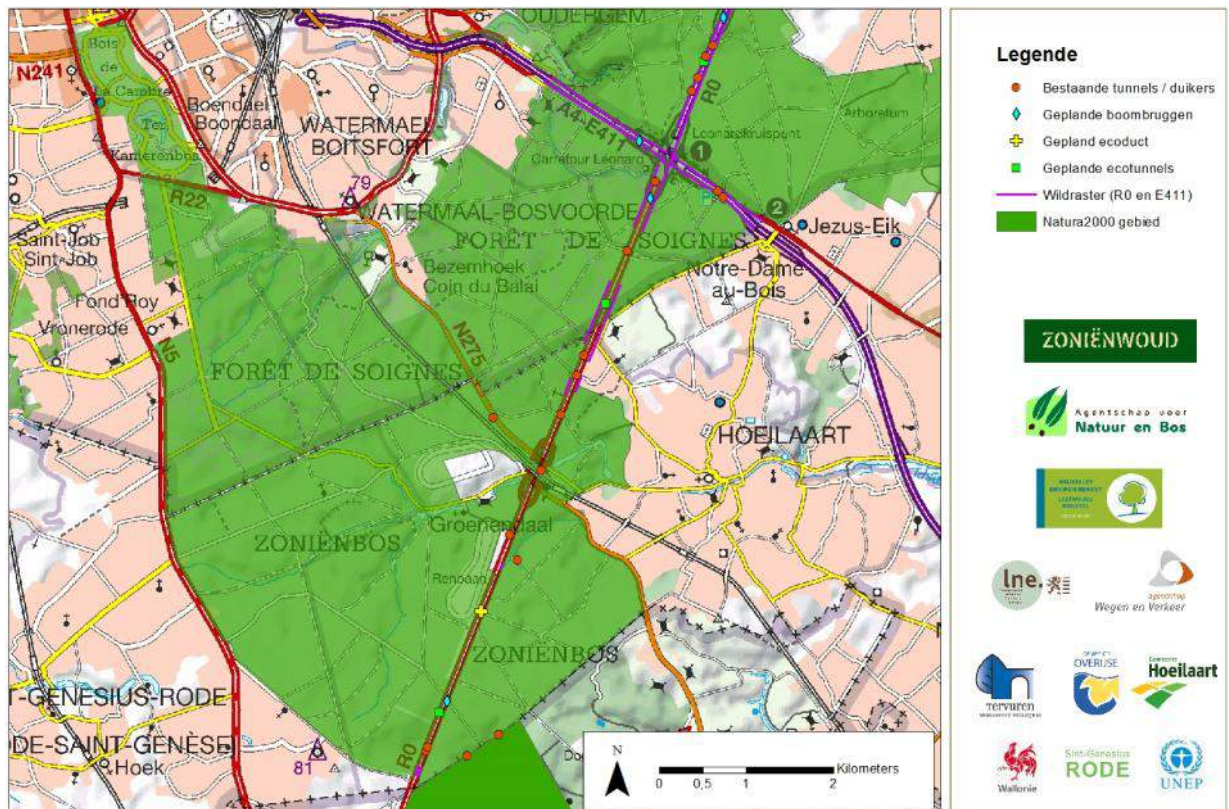 OUDERGEM
Bois
de
La Cambre
Ter
Kamerenbos
N241
Boendael
Boondaal
WATERMAEL
BOITSFORT
A4-E411
R0
Leonardkruispunt
Carrefour Léonard
Arboretum
1
2
79
R22
WATERMAAL-BOSVOORDE
FORÊT DE SOIGNES
Jezus-Eik
Saint-Job
Sint-Job
Bezemhoek
Coin du Balai
Notre-Dame
au-Bois
Fond'Roy
Vronerode
N5
N275
FORÊT DE SOIGNES
HOEILAART
Groenendaal
ZONIËNBOS
Renbaan
ZONIËNBOS
T-GENESIUS-RODE
DE-SAINT-GENÈSE
Hoek
81
R0
N
0 0,5 1 2
Kilometers
Legende
Bestaande tunnels / duikers
Geplande boombruggen
Gepland ecoduct
Geplande ecotunnels
Wildraster (R0 en E411)
Natura2000 gebied
ZONIËNWOUD
Agentschap voor
Natuur en Bos
lne.
agentschap
Wegen en Verkeer
Tervuren
OVERIJSE
Gemeente
Hoeilaart
Wallonie
Sint-Genesius
RODE
UNEP